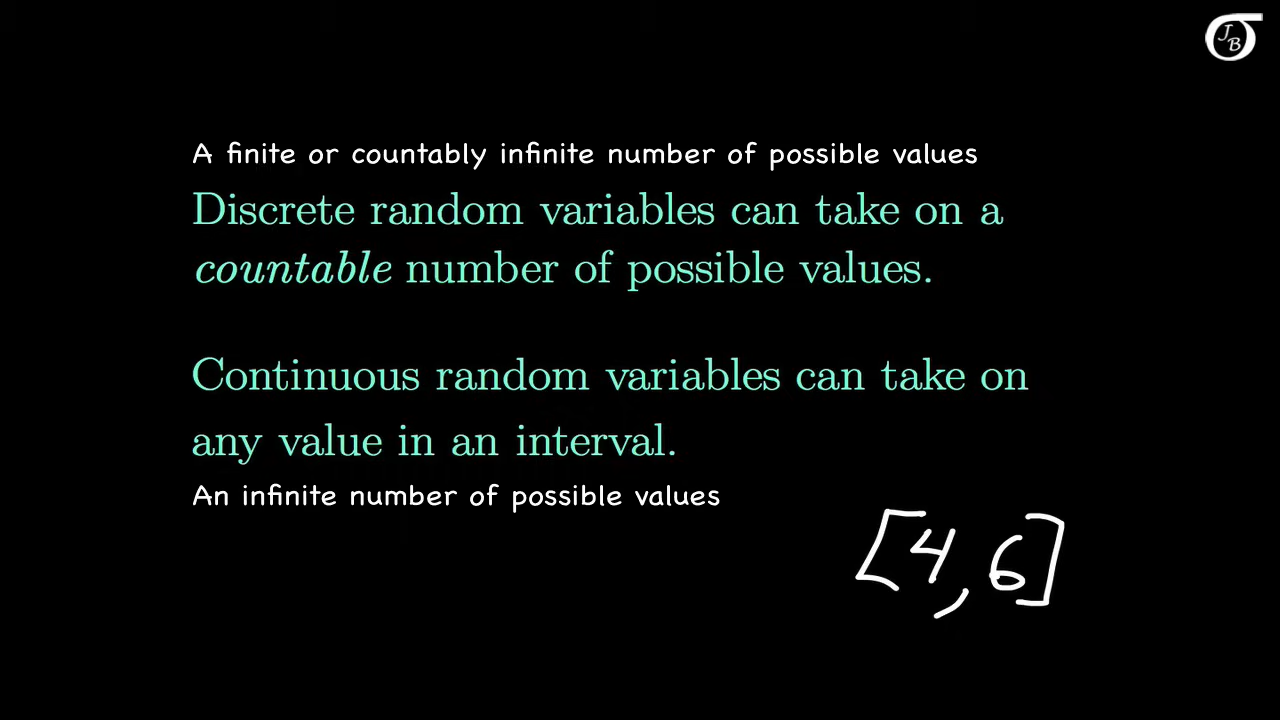 JB
A finite or countably infinite number of possible values
Discrete random variables can take on a
countable number of possible values.
Continuous random variables can take on
any value in an interval.
An infinite number of possible values
[4,6]